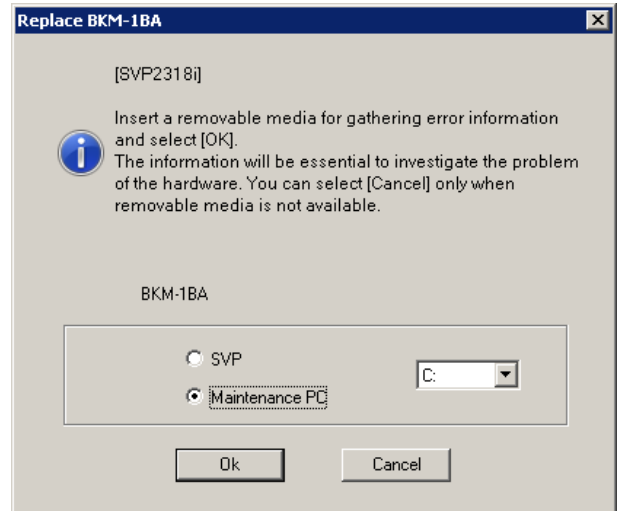 Replace BKM-1BA
[SVP2318i]
Insert a removable media for gathering error information
and select [OK].
The information will be essential to investigate the problem
of the hardware. You can select [Cancel] only when
removable media is not available.
BKM-1BA
SVP
C:
Maintenance PC
Ok Cancel